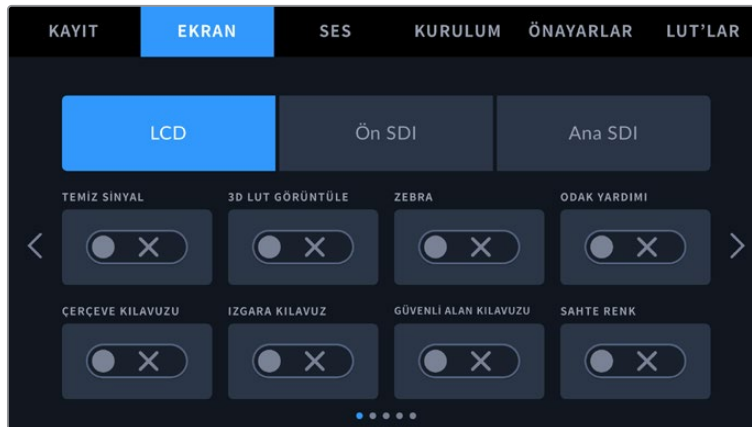 KAYIT EKRAN SES KURULUM ÖNAYARLAR LUT’LAR
LCD Ön SDI Ana SDI
TEMİZ SİNYAL 3D LUT GÖRÜNTÜLE ZEBRA ODAK YARDIMI
ÇERÇEVE KILAVUZU IZGARA KILAVUZ GÜVENLİ ALAN KILAVUZU SAHTE RENK